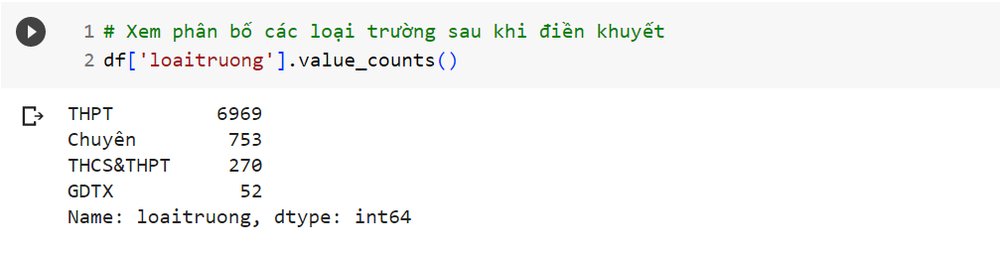 1 # Xem phân bố các loại trường sau khi điền khuyết
2 df['loaitruong'].value_counts()
THPT 6969
Chuyên 753
THCS&THPT 270
GDTX 52
Name: loaitruong, dtype: int64